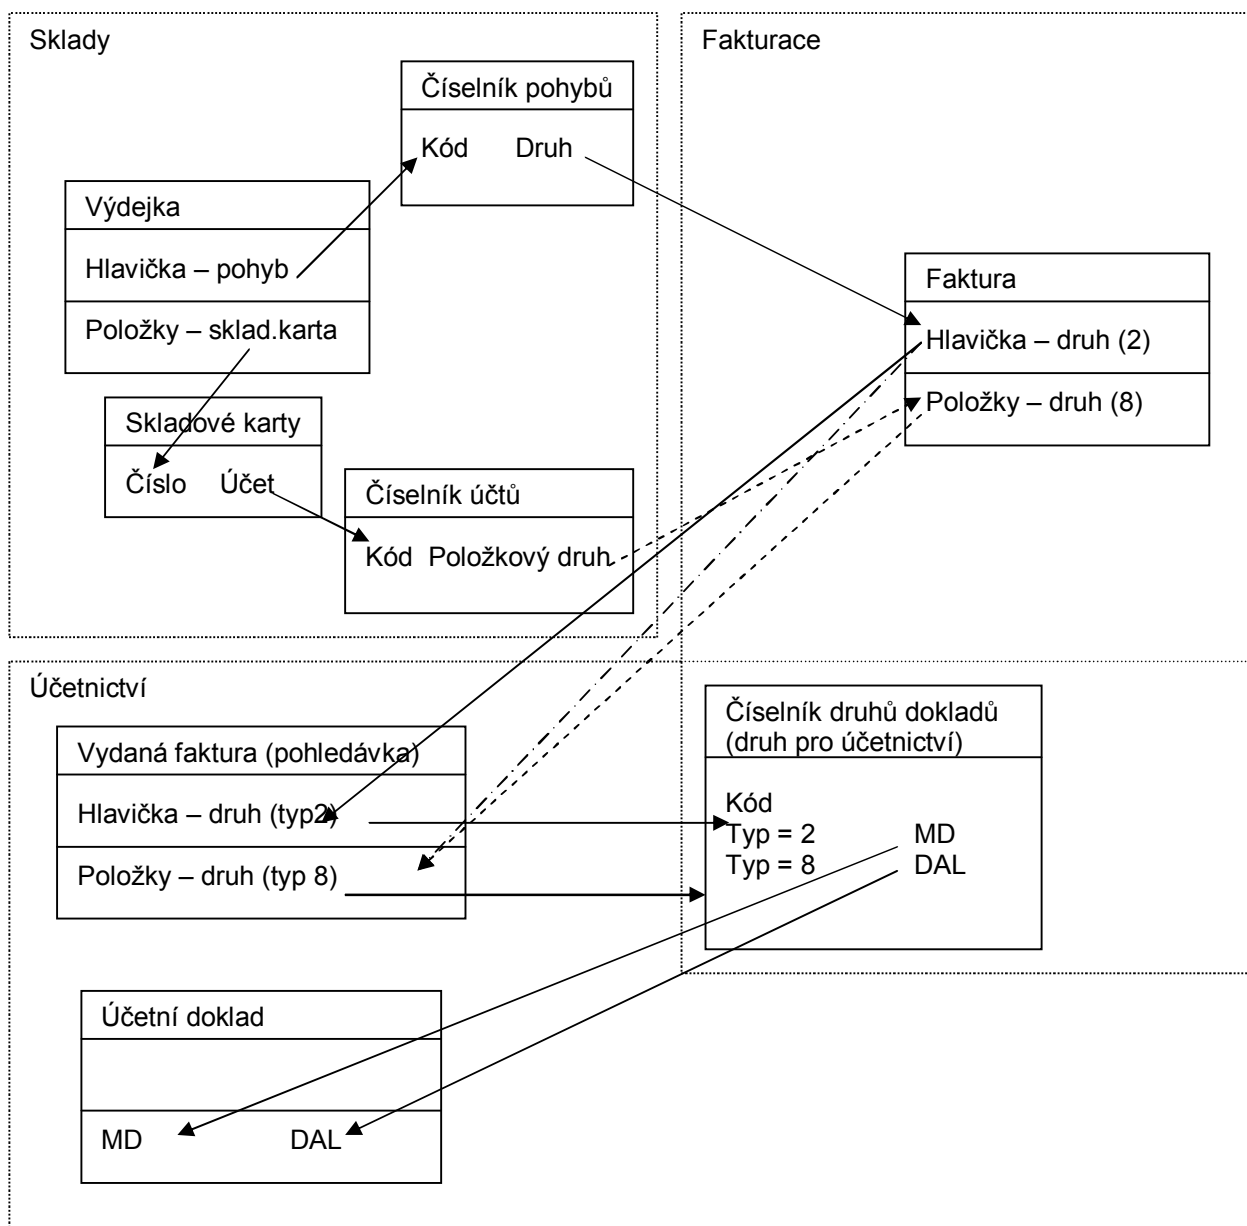 Sklady
Číselník pohybů
Kód Druh
Výdejka
Hlavička – pohyb
Položky – sklad.karta
Skladové karty
Číslo Účet
Číselník účtů
Kód Položkový druh
Fakturace
Faktura
Hlavička – druh (2)
Položky – druh (8)
Účetnictví
Vydaná faktura (pohledávka)
Hlavička – druh (typ2)
Položky – druh (typ 8)
Číselník druhů dokladů
(druh pro účetnictví)
Kód
Typ = 2 MD
Typ = 8 DAL
Účetní doklad
MD DAL